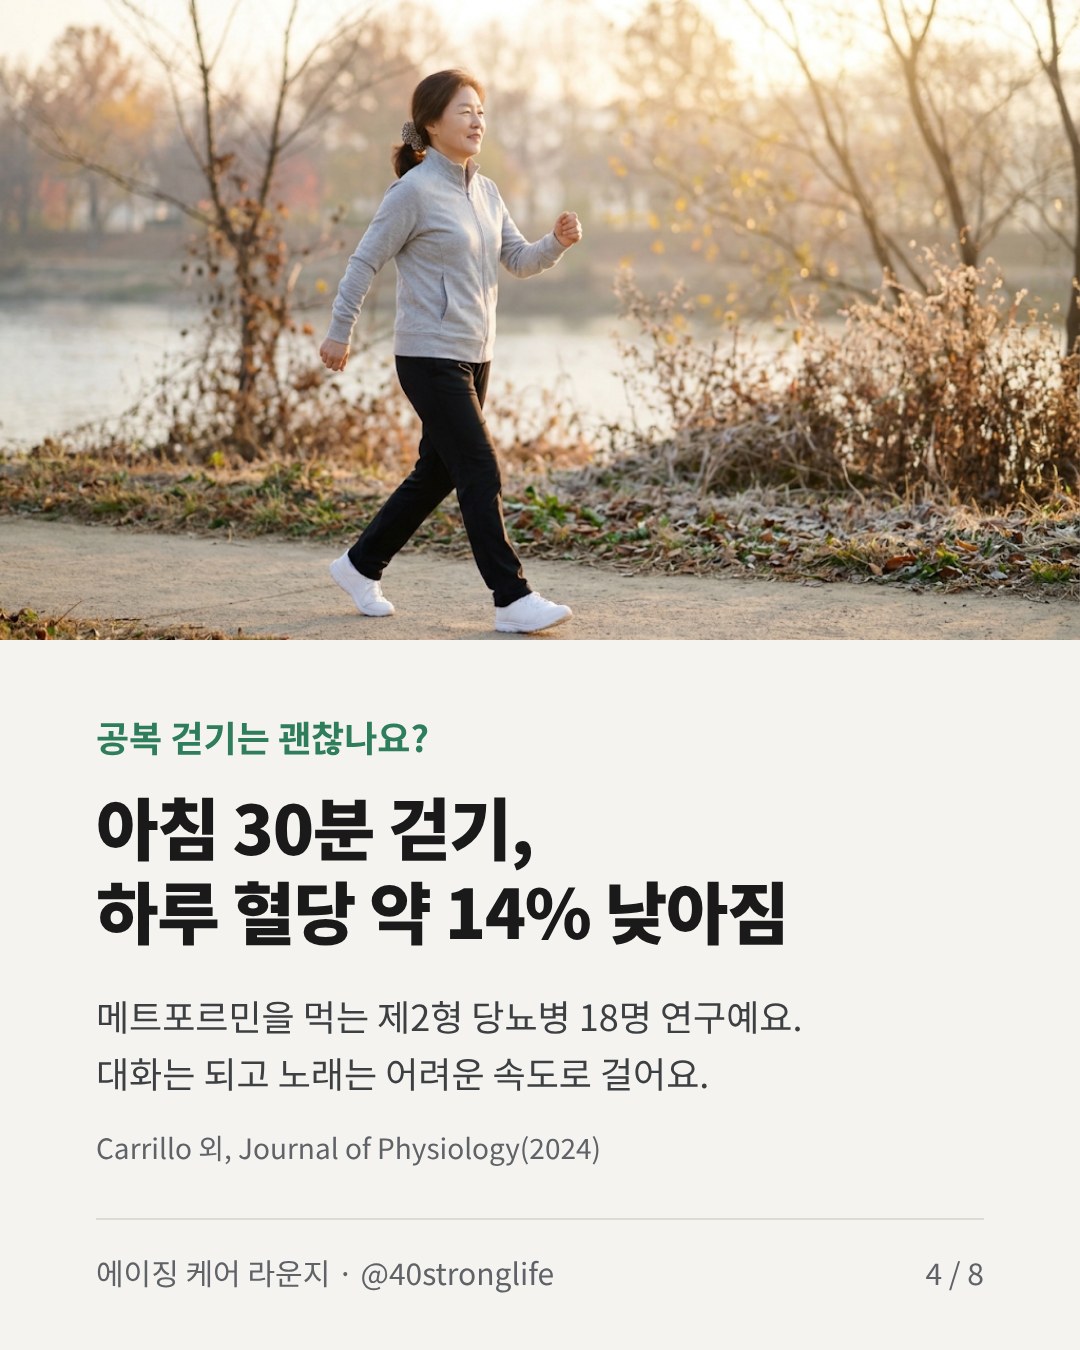 공복 걷기는 괜찮나요?
아침 30분 걷기,
하루 혈당 약 14% 낮아짐
메트포르민을 먹는 제2형 당뇨병 18명 연구예요.
대화는 되고 노래는 어려운 속도로 걸어요.
Carrillo 외, Journal of Physiology(2024)
에이징 케어 라운지 · @40stronglife
4 / 8